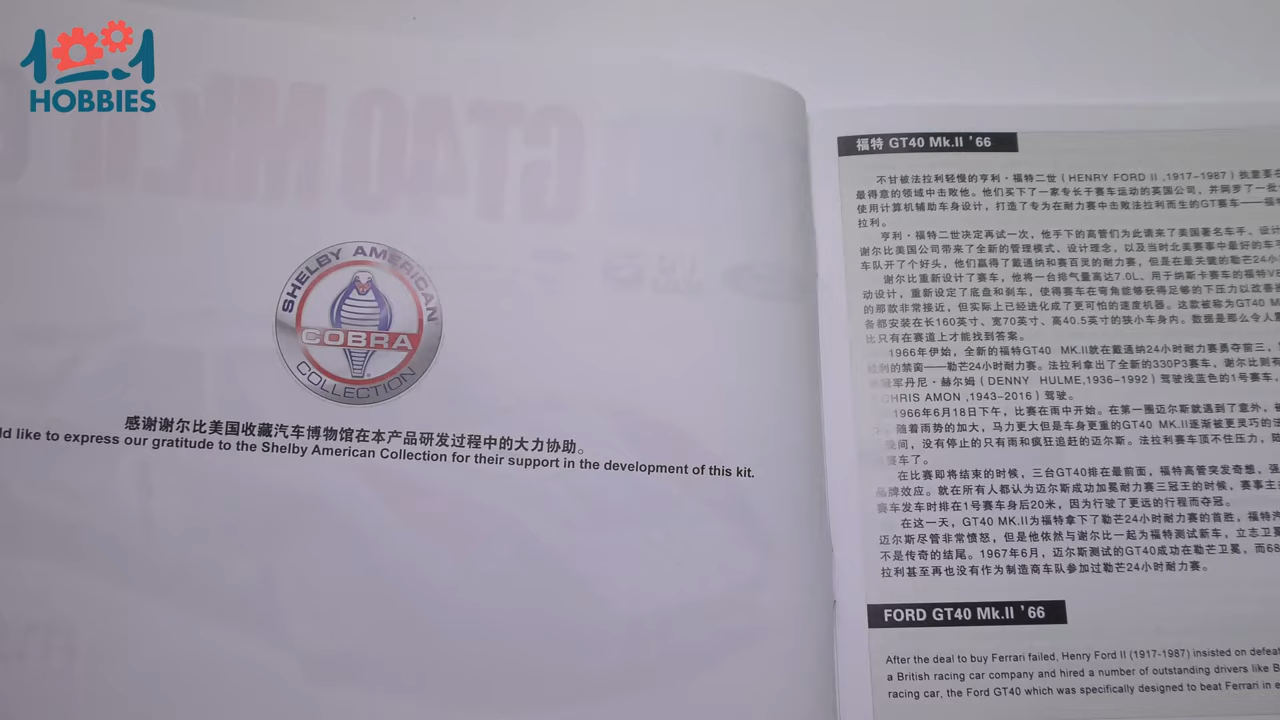 101
HOBBIES
SHELBY AMERICAN
COBRA
COLLECTION
感谢谢尔比美国收藏汽车博物馆在本产品研发过程中的大力协助。
ld like to express our gratitude to the Shelby American Collection for their support in the development of this kit.
福特 GT40 Mk.II '66
不甘被法拉利轻慢的亨利·福特二世(HENRY FORD II ,1917-1987)执意要在
最得意的领域中击败他。他们买下了一家专长于赛车运动的英国公司,并网罗了一批
使用计算机辅助车身设计,打造了专为在耐力赛中击败法拉利而生的GT赛车——福
拉利。
亨利·福特二世决定再试一次,他手下的高管们为此请来了美国著名车手、设计
谢尔比美国公司带来了全新的管理模式、设计理念,以及当时北美赛事中最好的车手
车队开了个好头,他们赢得了戴通纳和赛百灵的耐力赛,但是在最关键的勒芒24小
谢尔比重新设计了赛车,他将一台排气量高达7.0L、用于纳斯卡赛车的福特V8
动设计,重新设定了底盘和刹车,使得赛车在弯角能够获得足够的下压力以改善
的那款非常接近,但实际上已经进化成了更可怕的速度机器。这款被称为GT40 M
备都安装在长160英寸、宽70英寸、高40.5英寸的狭小车身内。数据是那么令人
比只有在赛道上才能找到答案。
1966年伊始,全新的福特GT40 MK.II就在戴通纳24小时耐力赛勇夺前三,
拉利的禁脔——勒芒24小时耐力赛。法拉利拿出了全新的330P3赛车,谢尔比则有
冠军丹尼·赫尔姆(DENNY HULME,1936-1992)驾驶浅蓝色的1号赛车,
CHRIS AMON ,1943-2016)驾驶。
1966年6月18日下午,比赛在雨中开始。在第一圈迈尔斯就遇到了意外,
随着雨势的加大,马力更大但是车身更重的GT40 MK.II逐渐被更灵巧的法
间,没有停止的只有雨和疯狂追赶的迈尔斯。法拉利赛车顶不住压力,
赛车了。
在比赛即将结束的时候,三台GT40排在最前面,福特高管突发奇想,强
品牌效应。就在所有人都认为迈尔斯成功加冕耐力赛三冠王的时候,赛事主
赛车发车时排在1号赛车身后20米,因为行驶了更远的行程而夺冠。
在这一天,GT40 MK.II为福特拿下了勒芒24小时耐力赛的首胜,福特汽
迈尔斯尽管非常愤怒,但是他依然与谢尔比一起为福特测试新车,立志卫冕
不是传奇的结尾。1967年6月,迈尔斯测试的GT40成功在勒芒卫冕,而68
拉利甚至再也没有作为制造商车队参加过勒芒24小时耐力赛。
FORD GT40 Mk.II '66
After the deal to buy Ferrari failed, Henry Ford II (1917-1987) insisted on defea
a British racing car company and hired a number of outstanding drivers like B
racing car, the Ford GT40 which was specifically designed to beat Ferrari in e